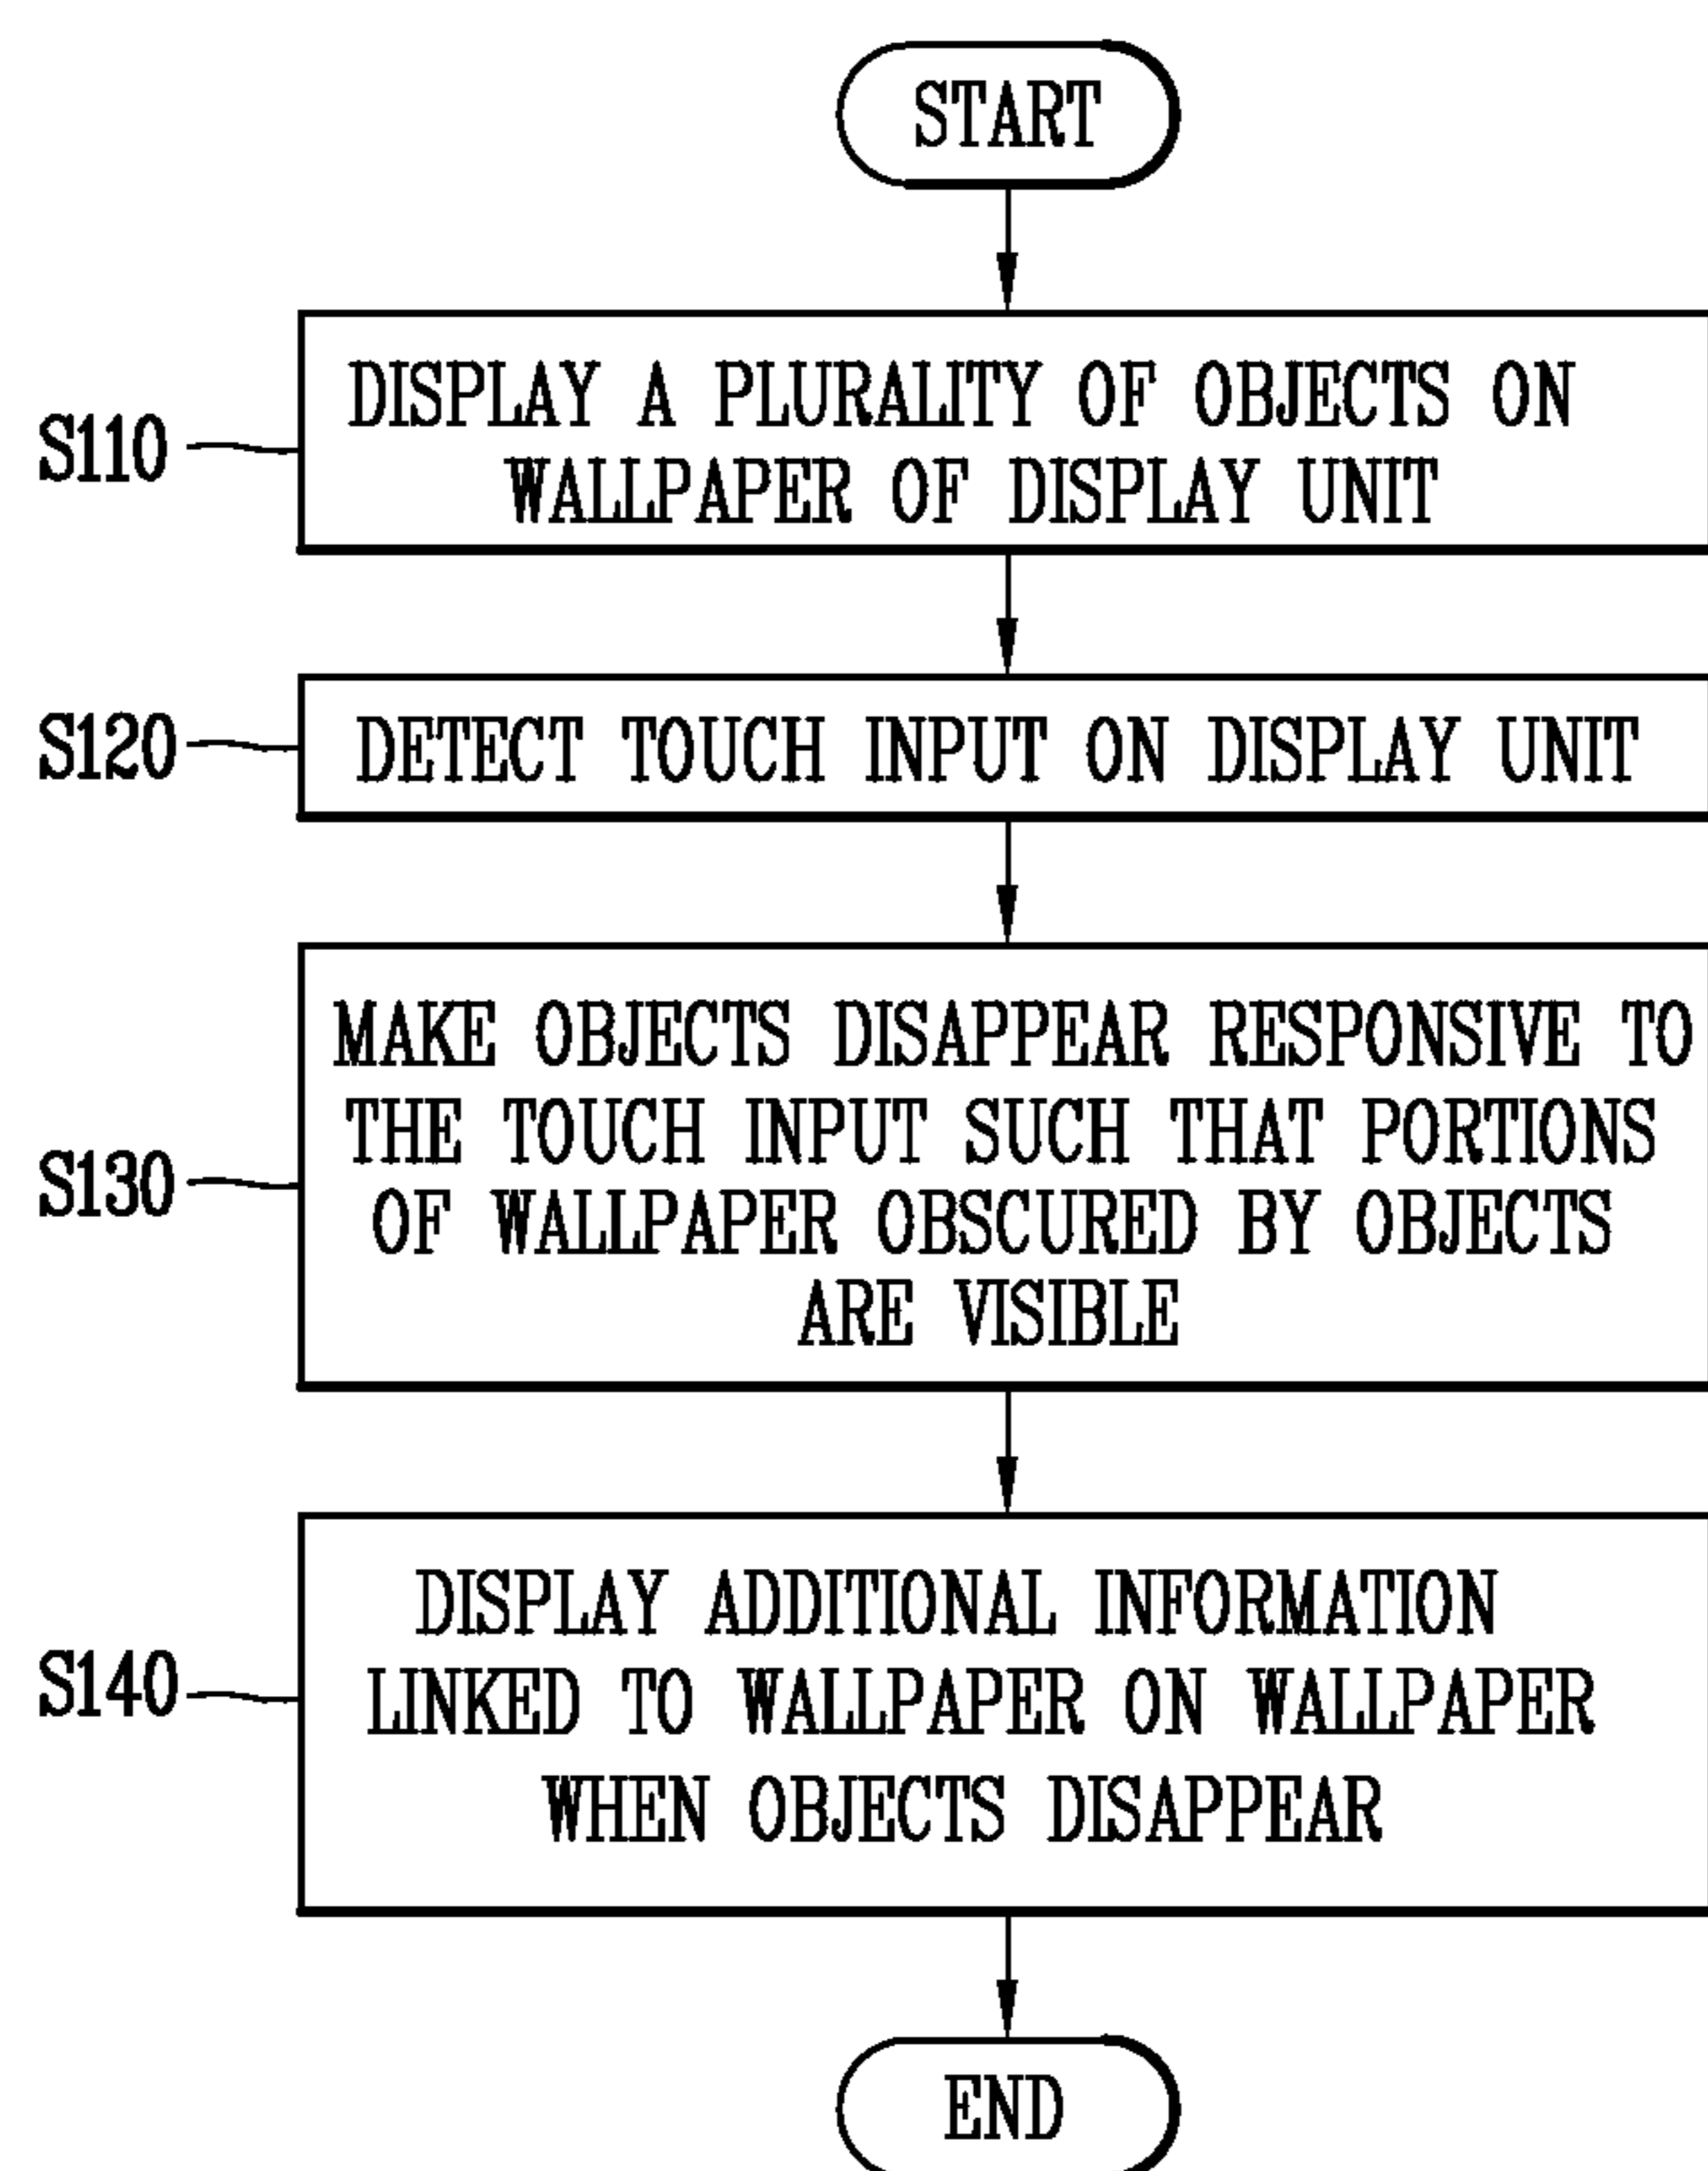 START
DISPLAY A PLURALITY OF OBJECTS ON
WALLPAPER OF DISPLAY UNIT
S110
S120
DETECT TOUCH INPUT ON DISPLAY UNIT
MAKE OBJECTS DISAPPEAR RESPONSIVE TO
THE TOUCH INPUT SUCH THAT PORTIONS
OF WALLPAPER OBSCURED BY OBJECTS
ARE VISIBLE
S130
DISPLAY ADDITIONAL INFORMATION
LINKED TO WALLPAPER ON WALLPAPER
WHEN OBJECTS DISAPPEAR
S140
END